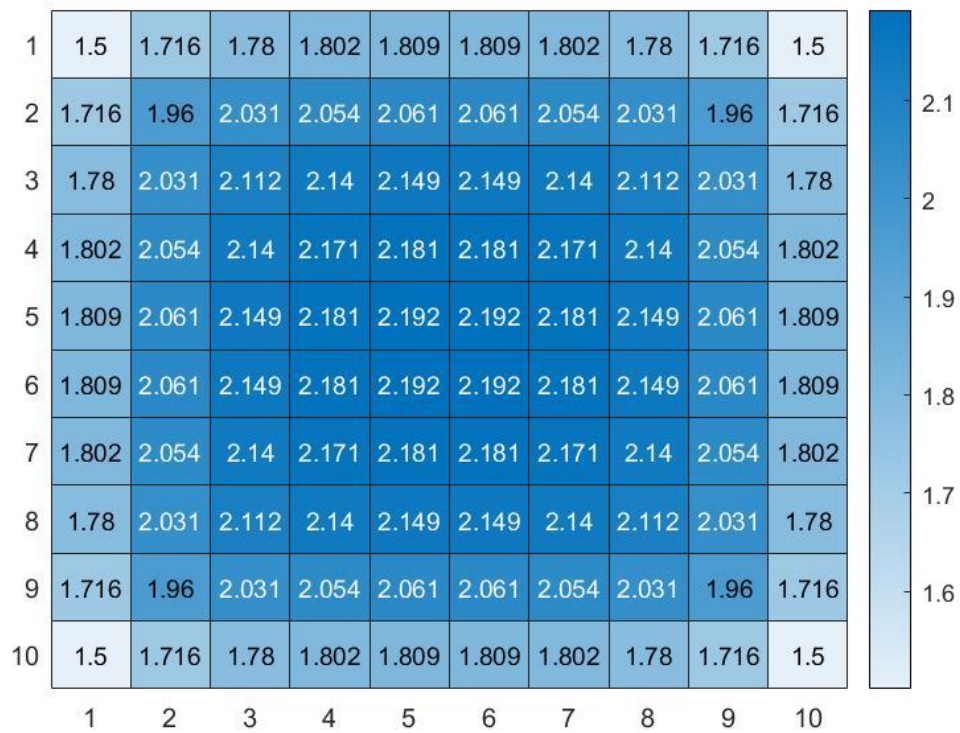 1 1.5 1.716 1.78 1.802 1.809 1.809 1.802 1.78 1.716 1.5
2 1.716 1.96 2.031 2.054 2.061 2.061 2.054 2.031 1.96 1.716 2.1
3 1.78 2.031 2.112 2.14 2.149 2.149 2.14 2.112 2.031 1.78 2
4 1.802 2.054 2.14 2.171 2.181 2.181 2.171 2.14 2.054 1.802
5 1.809 2.061 2.149 2.181 2.192 2.192 2.181 2.149 2.061 1.809 1.9
6 1.809 2.061 2.149 2.181 2.192 2.192 2.181 2.149 2.061 1.809 1.8
7 1.802 2.054 2.14 2.171 2.181 2.181 2.171 2.14 2.054 1.802
8 1.78 2.031 2.112 2.14 2.149 2.149 2.14 2.112 2.031 1.78 1.7
9 1.716 1.96 2.031 2.054 2.061 2.061 2.054 2.031 1.96 1.716 1.6
10 1.5 1.716 1.78 1.802 1.809 1.809 1.802 1.78 1.716 1.5
1 2 3 4 5 6 7 8 9 10